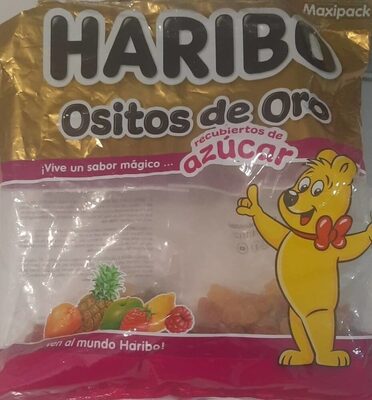 Maxipack
HARIBO
Ositos de Oro
recubiertos de
azúcar
¡Vive un sabor mágico ...
ven al mundo Haribo!